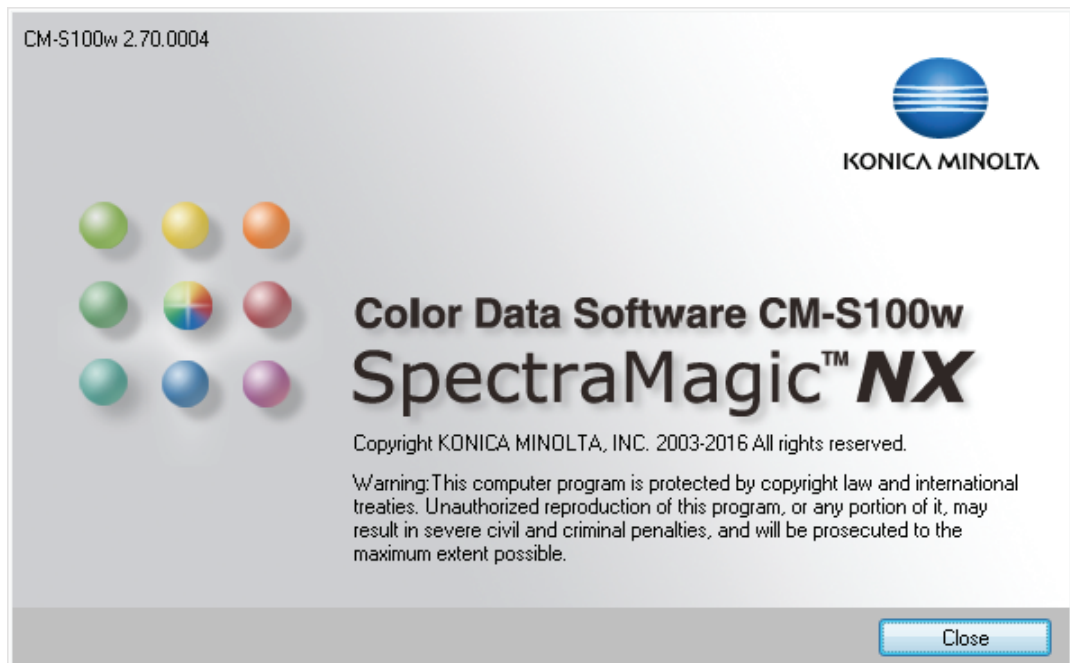 CM-S100w 2.70.0004
KONICA MINOLTA
Color Data Software CM-S100w
SpectraMagic™ NX
Copyright KONICA MINOLTA, INC. 2003-2016 All rights reserved.
Warning:This computer program is protected by copyright law and international
treaties. Unauthorized reproduction of this program, or any portion of it, may
result in severe civil and criminal penalties, and will be prosecuted to the
maximum extent possible.
Close